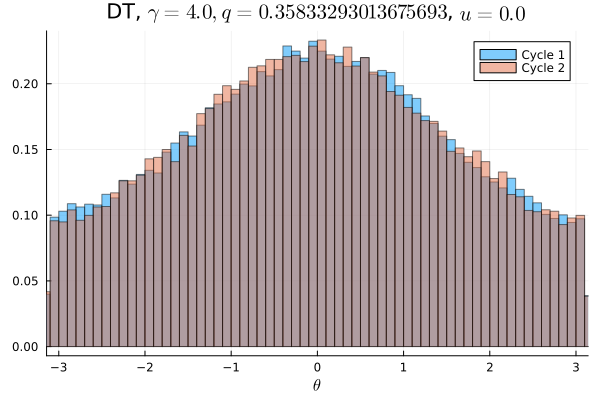 DT, γ = 4.0, q = 0.35833293013675693, u = 0.0
Cycle 1
Cycle 2
0.20
0.15
0.10
0.05
0.00
−3 −2 −1 0 1 2 3
θ